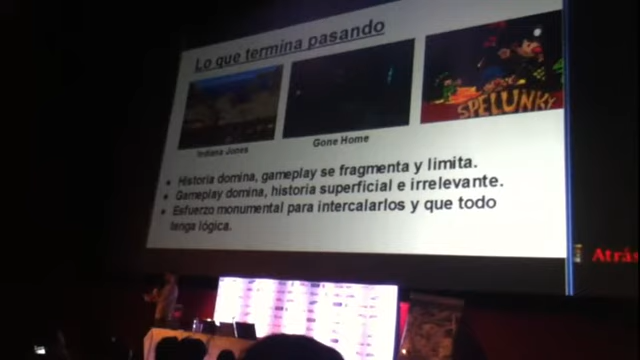 Lo que termina pasando
SPELUNKY
Indiana Jones
Gone Home
• Historia domina, gameplay se fragmenta y limita.
• Gameplay domina, historia superficial e irrelevante.
• Esfuerzo monumental para intercalarlos y que todo
tenga lógica.
Atrás